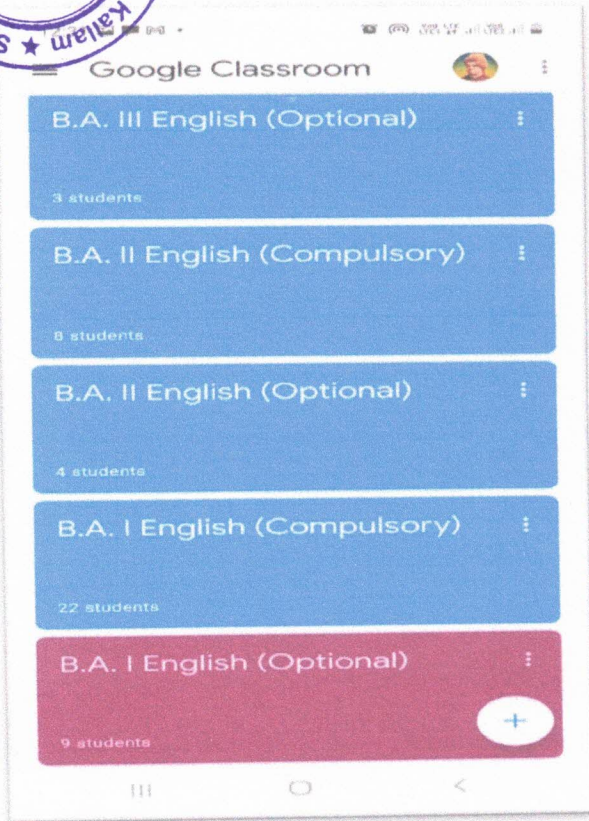 Kallam
★ S
Google Classroom
B.A. III English (Optional)
3 students
B.A. II English (Compulsory)
8 students
B.A. II English (Optional)
4 students
B.A. I English (Compulsory)
22 students
B.A. I English (Optional)
9 students
+